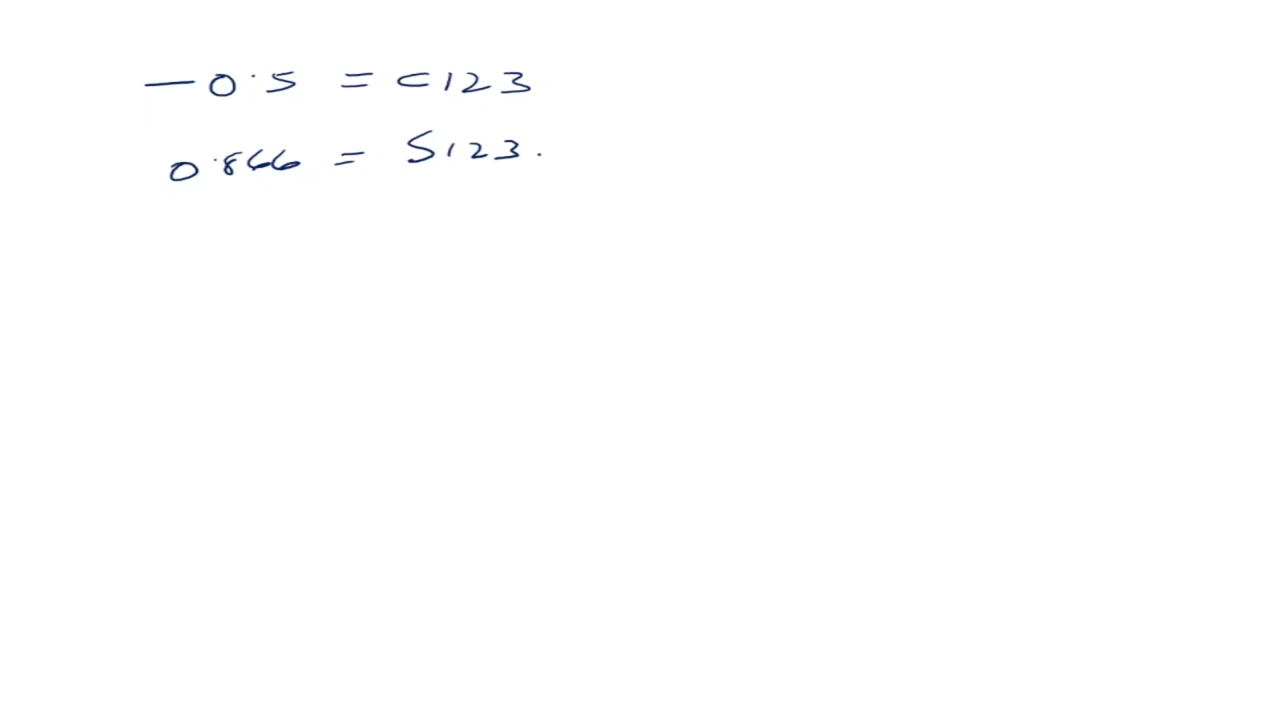 — 0.5 = C123
0.866 = S123.